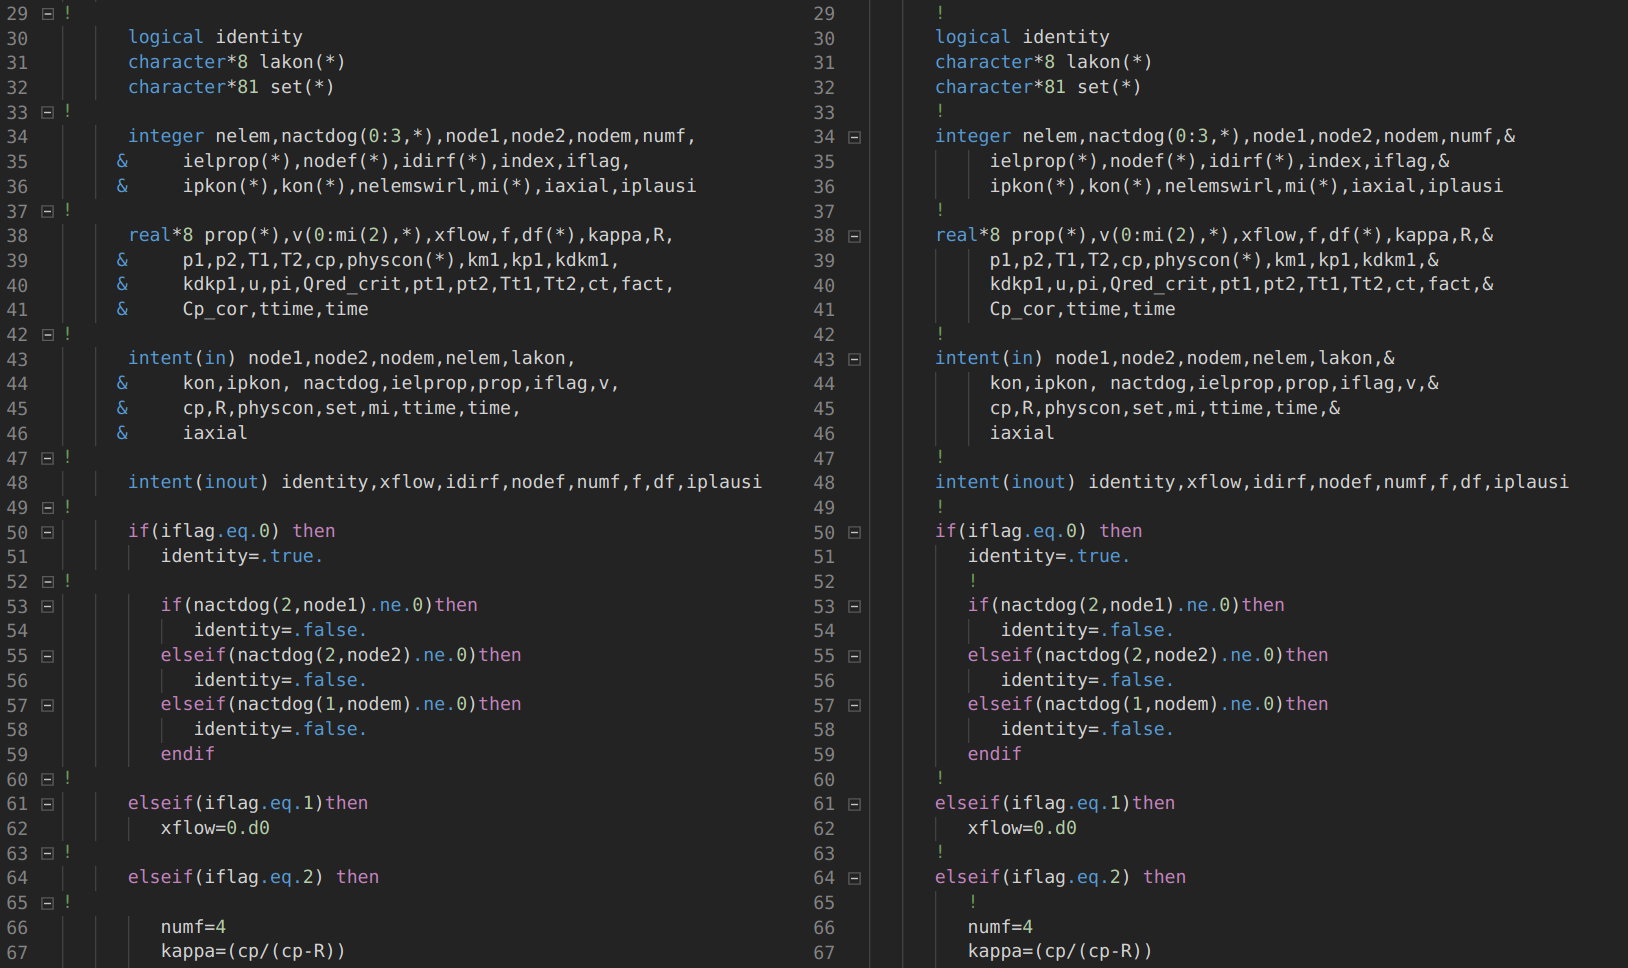 29 !
30 logical identity
31 character*8 lakon(*)
32 character*81 set(*)
33 !
34 integer nelem,nactdog(0:3,*),node1,node2,nodem,numf,
35 & ielprop(*),nodef(*),idirf(*),index,iflag,
36 & ipkon(*),kon(*),nelemswirl,mi(*),iaxial,iplausi
37 !
38 real*8 prop(*),v(0:mi(2),*),xflow,f,df(*),kappa,R,
39 & p1,p2,T1,T2,cp,physcon(*),km1,kp1,kdkm1,
40 & kdkp1,u,pi,Qred_crit,pt1,pt2,Tt1,Tt2,ct,fact,
41 & Cp_cor,ttime,time
42 !
43 intent(in) node1,node2,nodem,nelem,lakon,
44 & kon,ipkon, nactdog,ielprop,prop,iflag,v,
45 & cp,R,physcon,set,mi,ttime,time,
46 & iaxial
47 !
48 intent(inout) identity,xflow,idirf,nodef,numf,f,df,iplausi
49 !
50 if(iflag.eq.0) then
51 identity=.true.
52 !
53 if(nactdog(2,node1).ne.0)then
54 identity=.false.
55 elseif(nactdog(2,node2).ne.0)then
56 identity=.false.
57 elseif(nactdog(1,nodem).ne.0)then
58 identity=.false.
59 endif
60 !
61 elseif(iflag.eq.1)then
62 xflow=0.d0
63 !
64 elseif(iflag.eq.2) then
65 !
66 numf=4
67 kappa=(cp/(cp-R))
29 !
30 logical identity
31 character*8 lakon(*)
32 character*81 set(*)
33 !
34 integer nelem,nactdog(0:3,*),node1,node2,nodem,numf,&
35 ielprop(*),nodef(*),idirf(*),index,iflag,&
36 ipkon(*),kon(*),nelemswirl,mi(*),iaxial,iplausi
37 !
38 real*8 prop(*),v(0:mi(2),*),xflow,f,df(*),kappa,R,&
39 p1,p2,T1,T2,cp,physcon(*),km1,kp1,kdkm1,&
40 kdkp1,u,pi,Qred_crit,pt1,pt2,Tt1,Tt2,ct,fact,&
41 Cp_cor,ttime,time
42 !
43 intent(in) node1,node2,nodem,nelem,lakon,&
44 kon,ipkon, nactdog,ielprop,prop,iflag,v,&
45 cp,R,physcon,set,mi,ttime,time,&
46 iaxial
47 !
48 intent(inout) identity,xflow,idirf,nodef,numf,f,df,iplausi
49 !
50 if(iflag.eq.0) then
51 identity=.true.
52 !
53 if(nactdog(2,node1).ne.0)then
54 identity=.false.
55 elseif(nactdog(2,node2).ne.0)then
56 identity=.false.
57 elseif(nactdog(1,nodem).ne.0)then
58 identity=.false.
59 endif
60 !
61 elseif(iflag.eq.1)then
62 xflow=0.d0
63 !
64 elseif(iflag.eq.2) then
65 !
66 numf=4
67 kappa=(cp/(cp-R))